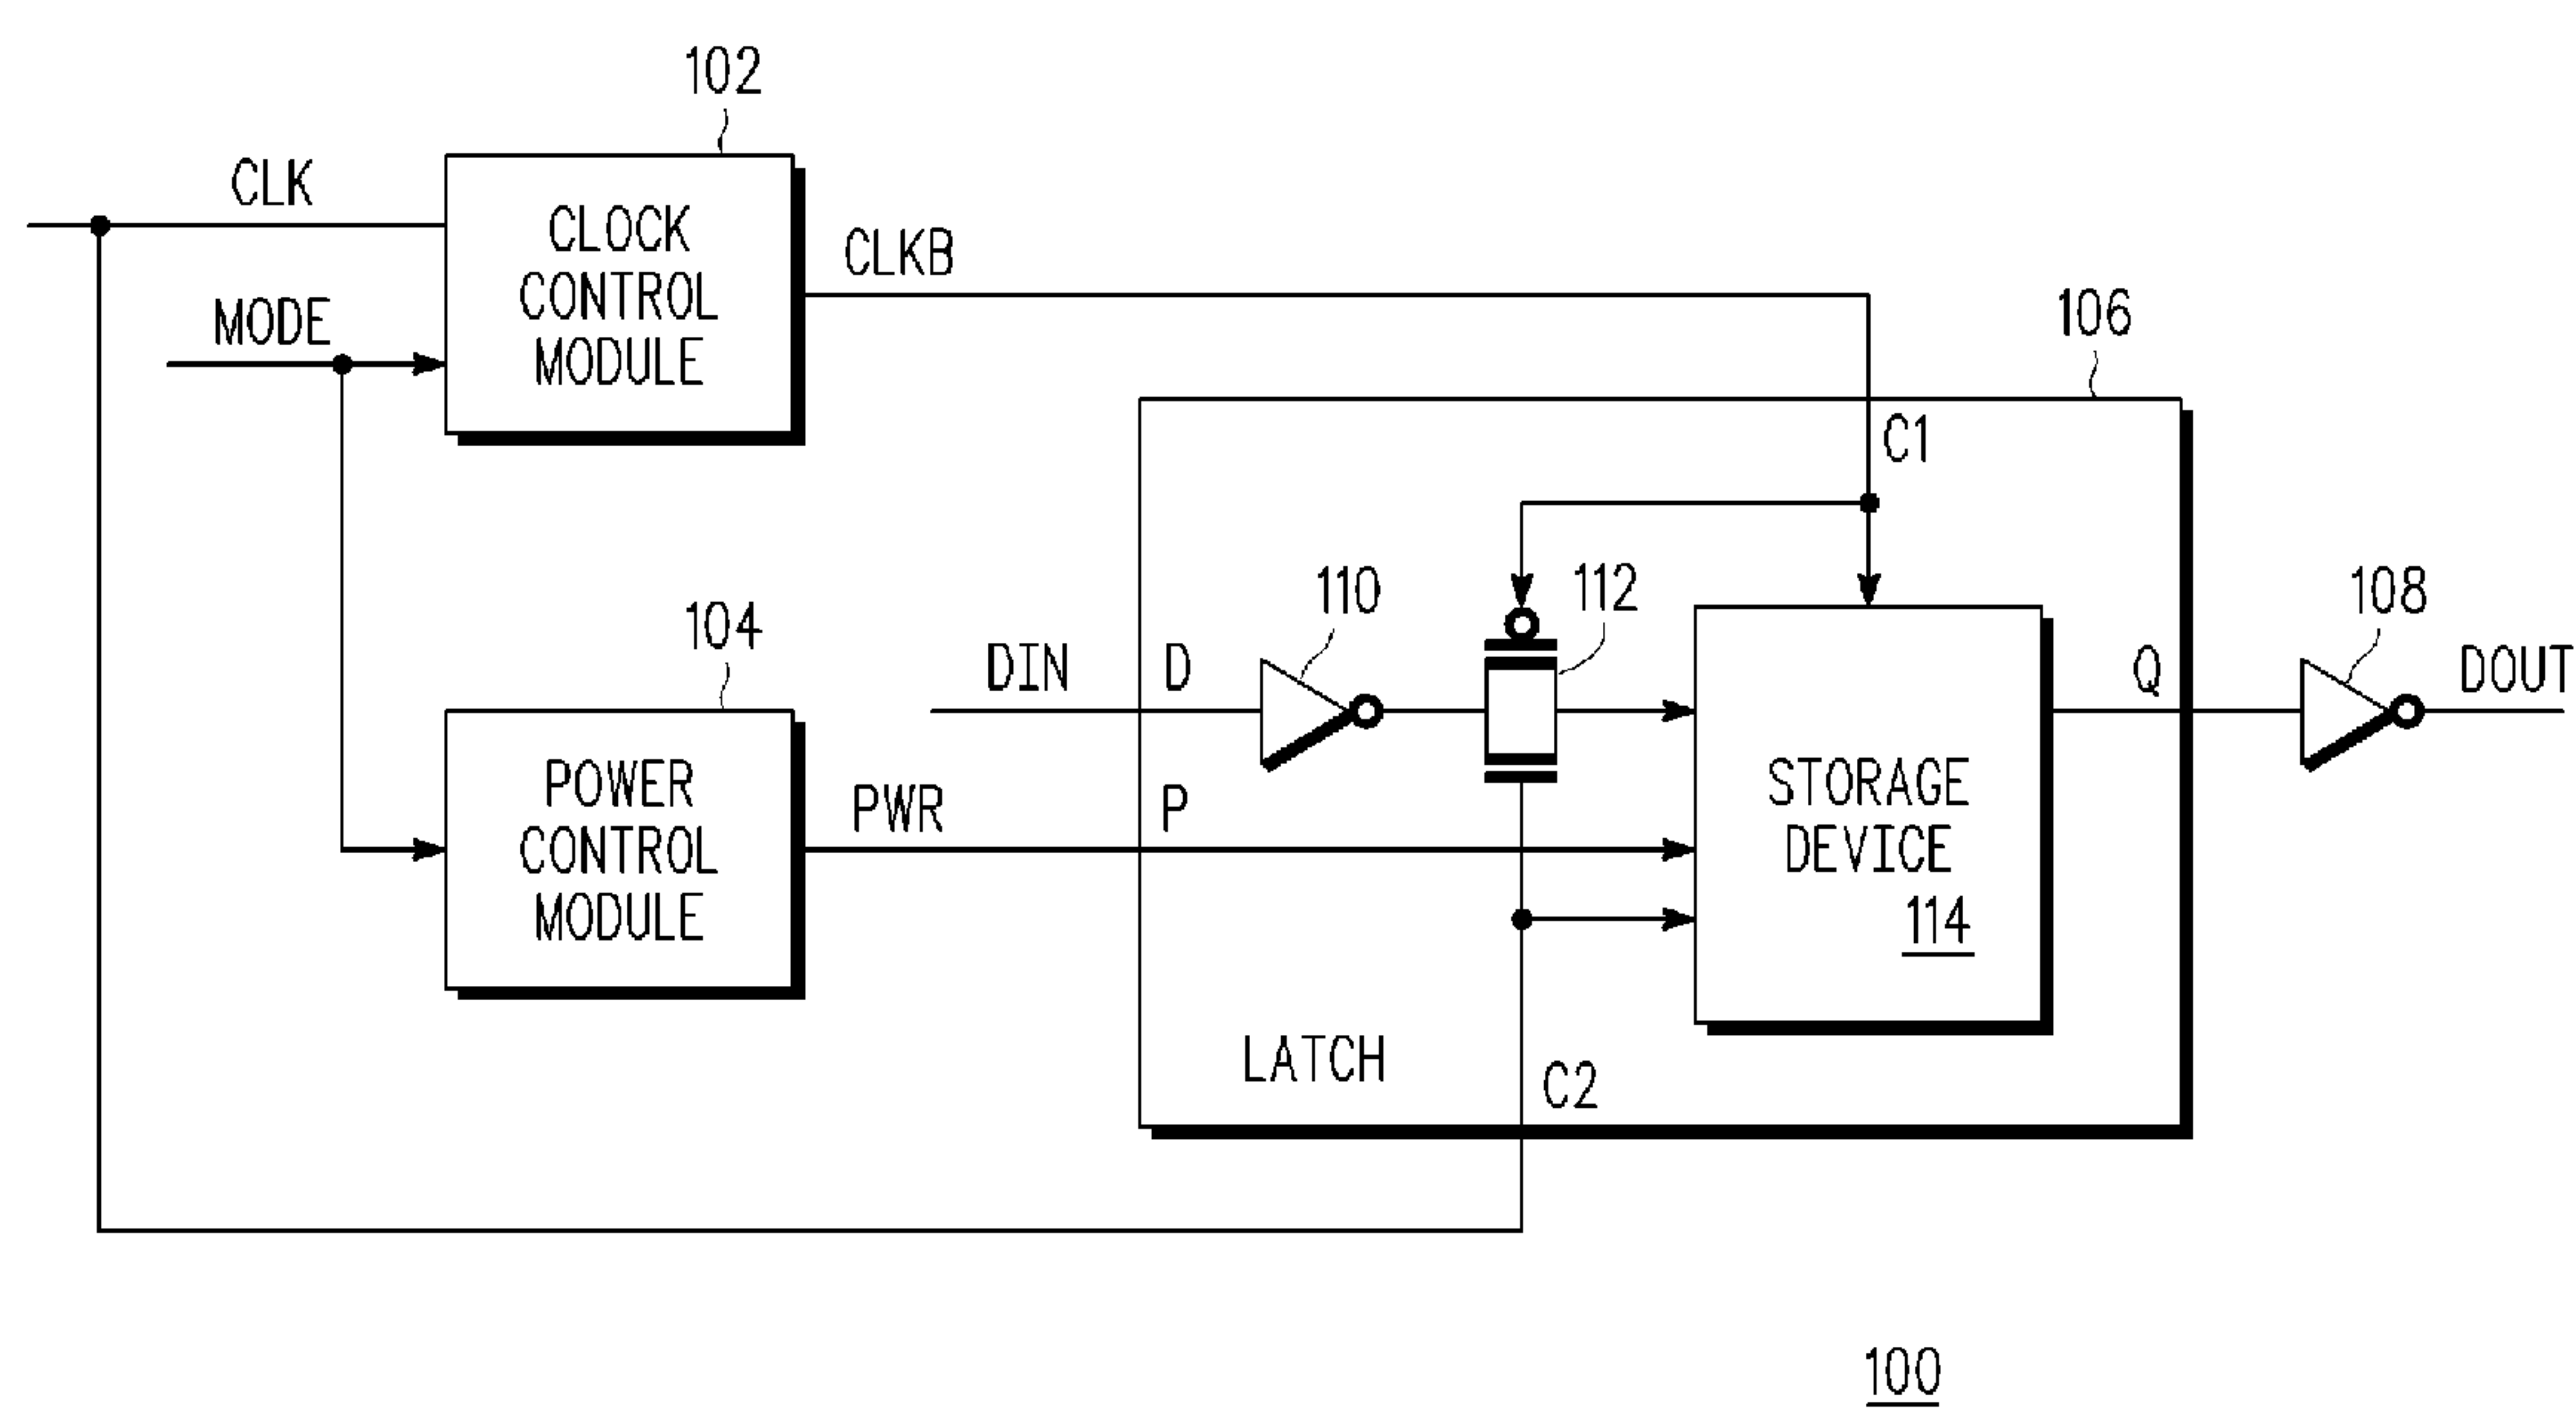 102
CLK
CLOCK
CONTROL
MODULE
CLKB
MODE
106
C1
104
110
112
108
DIN
D
Q
DOUT
POWER
CONTROL
MODULE
PWR
P
STORAGE
DEVICE
114
LATCH
C2
100